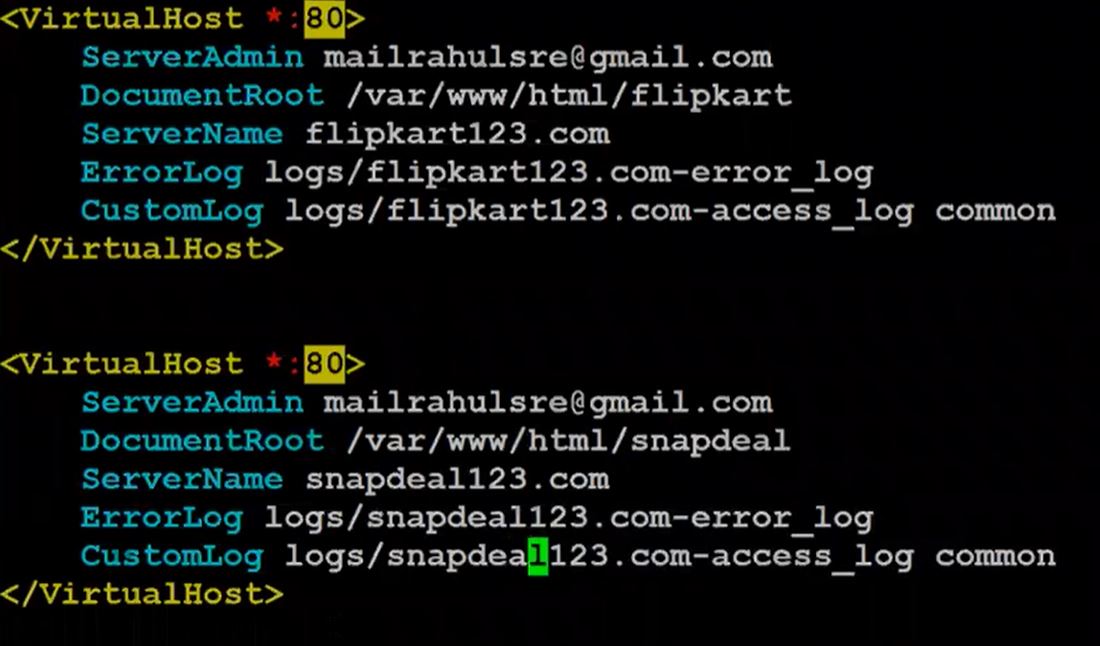 <VirtualHost *:80>
ServerAdmin mailrahulsre@gmail.com
DocumentRoot /var/www/html/flipkart
ServerName flipkart123.com
ErrorLog logs/flipkart123.com-error_log
CustomLog logs/flipkart123.com-access_log common
</VirtualHost>
<VirtualHost *:80>
ServerAdmin mailrahulsre@gmail.com
DocumentRoot /var/www/html/snapdeal
ServerName snapdeal123.com
ErrorLog logs/snapdeal123.com-error_log
CustomLog logs/snapdeal123.com-access_log common
</VirtualHost>